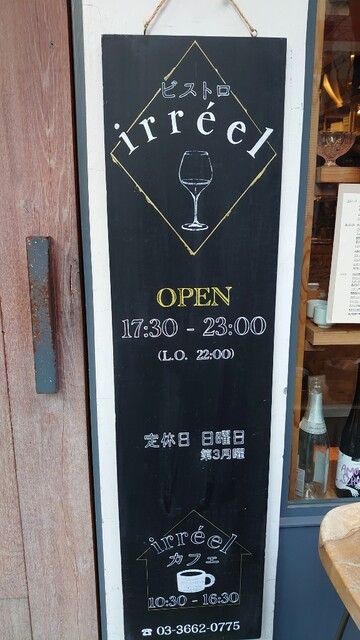 ビストロ
irréel
OPEN
17:30 - 23:00
(L.O. 22:00)
定休日 日曜日
第3月曜
irréel
カフェ
10:30 - 16:30
☎ 03-3662-0775